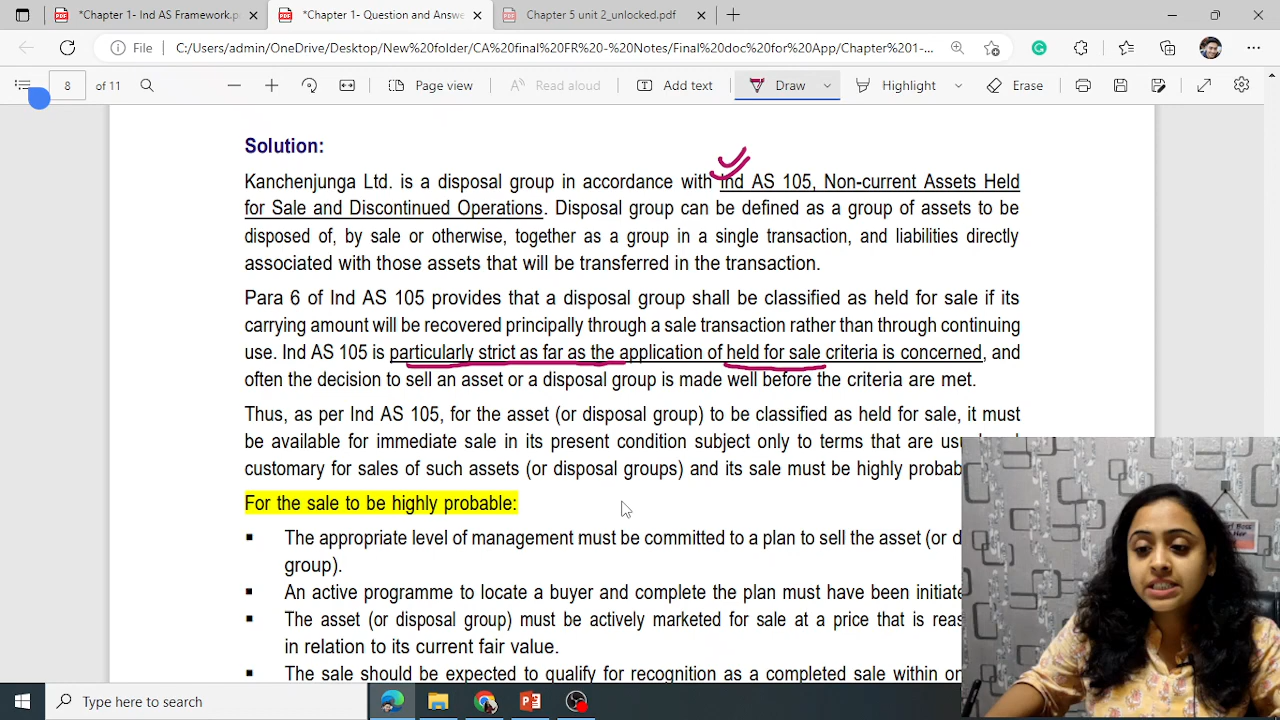 *Chapter 1- Ind AS Framework.p
*Chapter 1- Question and Answe
Chapter 5 unit 2_unlocked.pdf
File
C:/Users/admin/OneDrive/Desktop/New%20folder/CA%20final%20FR%20-%20Notes/Final%20doc%20for%20App/Chapter%201-...
8 of 11
Page view
Read aloud
Add text
Draw
Highlight
Erase
Solution:
Kanchenjunga Ltd. is a disposal group in accordance with Ind AS 105, Non-current Assets Held
for Sale and Discontinued Operations. Disposal group can be defined as a group of assets to be
disposed of, by sale or otherwise, together as a group in a single transaction, and liabilities directly
associated with those assets that will be transferred in the transaction.
Para 6 of Ind AS 105 provides that a disposal group shall be classified as held for sale if its
carrying amount will be recovered principally through a sale transaction rather than through continuing
use. Ind AS 105 is particularly strict as far as the application of held for sale criteria is concerned, and
often the decision to sell an asset or a disposal group is made well before the criteria are met.
Thus, as per Ind AS 105, for the asset (or disposal group) to be classified as held for sale, it must
be available for immediate sale in its present condition subject only to terms that are
customary for sales of such assets (or disposal groups) and its sale must be highly probab
For the sale to be highly probable:
▪ The appropriate level of management must be committed to a plan to sell the asset (or d
group).
▪ An active programme to locate a buyer and complete the plan must have been initiate
▪ The asset (or disposal group) must be actively marketed for sale at a price that is reas
in relation to its current fair value.
▪ The sale should be expected to qualify for recognition as a completed sale within
Type here to search